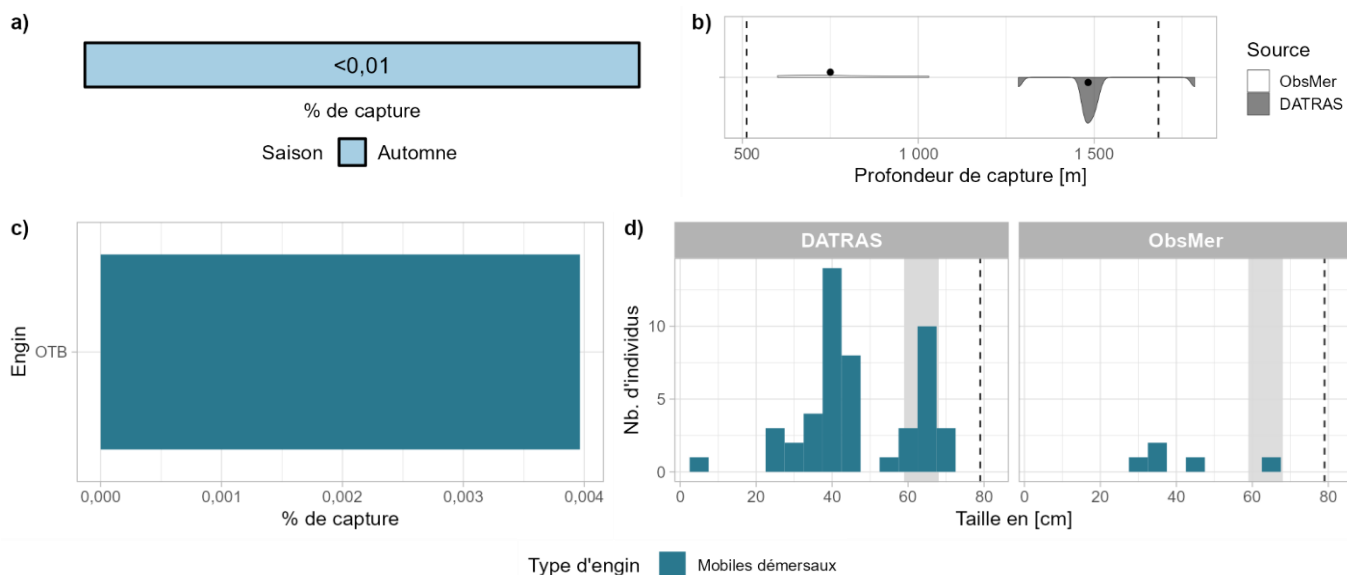 a)
<0,01
% de capture
Saison Automne
b)
500 1 000 1 500
Profondeur de capture [m]
Source
ObsMer
DATRAS
c)
Engin
OTB
0,000 0,001 0,002 0,003 0,004
% de capture
d)
DATRAS ObsMer
Nb. d'individus
10
5
0
0 20 40 60 80 0 20 40 60 80
Taille en [cm]
Type d'engin Mobiles démersaux